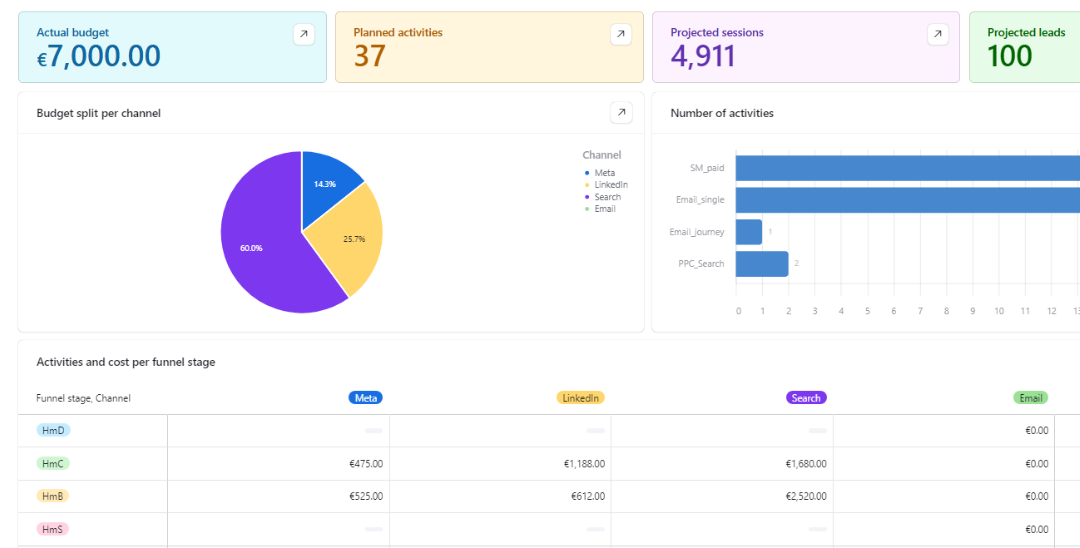 Actual budget
€7,000.00
Planned activities
37
Projected sessions
4,911
Projected leads
100
Budget split per channel
Channel
Meta
LinkedIn
Search
Email
14.3%
25.7%
60.0%
Number of activities
SM_paid
Email_single
Email_journey 1
PPC_Search 2
0 1 2 3 4 5 6 7 8 9 10 11 12 13
Activities and cost per funnel stage
Funnel stage, Channel Meta LinkedIn Search Email
HmD €0.00
HmC €475.00 €1,188.00 €1,680.00 €0.00
HmB €525.00 €612.00 €2,520.00 €0.00
HmS €0.00